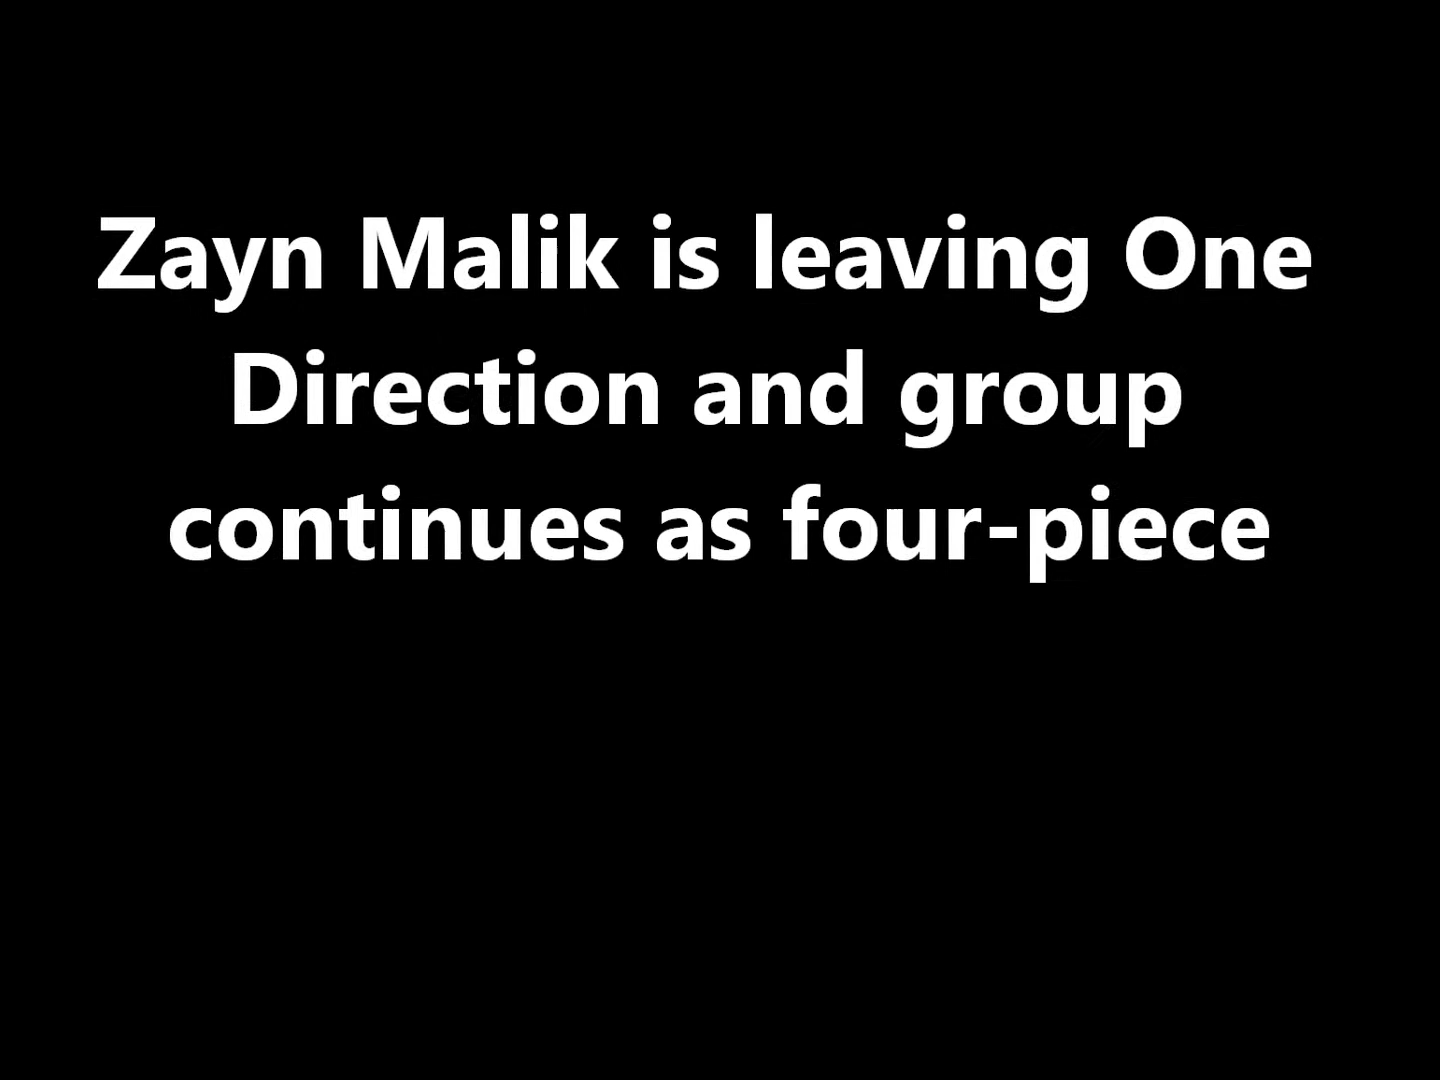 Zayn Malik is leaving One
Direction and group
continues as four-piece